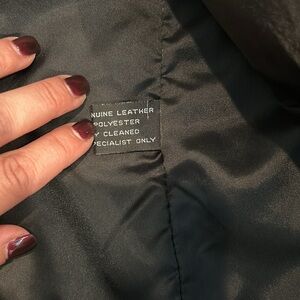 NUINE LEATHER
POLYESTER
Y CLEANED
PECIALIST ONLY